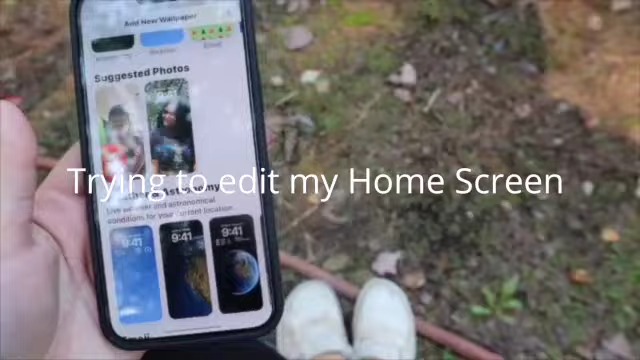 Add New Wallpaper
Emoji
Suggested Photos
Trying to edit my Home Screen
Live weather and astronomical
conditions for your current location.
9:41
9:41
9:41